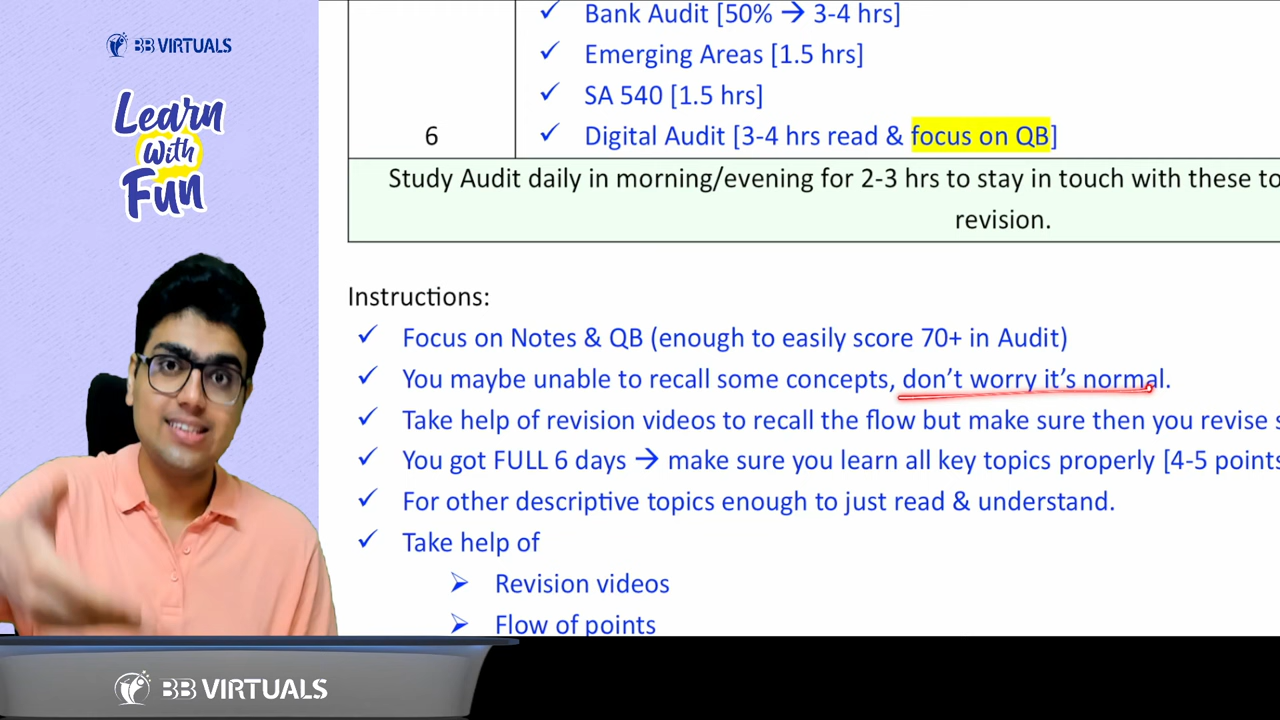 BB VIRTUALS
Learn
With
Fun
✓ Bank Audit [50% → 3-4 hrs]
✓ Emerging Areas [1.5 hrs]
✓ SA 540 [1.5 hrs]
6 ✓ Digital Audit [3-4 hrs read & focus on QB]
Study Audit daily in morning/evening for 2-3 hrs to stay in touch with these
revision.
Instructions:
✓ Focus on Notes & QB (enough to easily score 70+ in Audit)
✓ You maybe unable to recall some concepts, don't worry it's normal.
✓ Take help of revision videos to recall the flow but make sure then you revise
✓ You got FULL 6 days → make sure you learn all key topics properly [4-5 points
✓ For other descriptive topics enough to just read & understand.
✓ Take help of
➢ Revision videos
➢ Flow of points
BB VIRTUALS